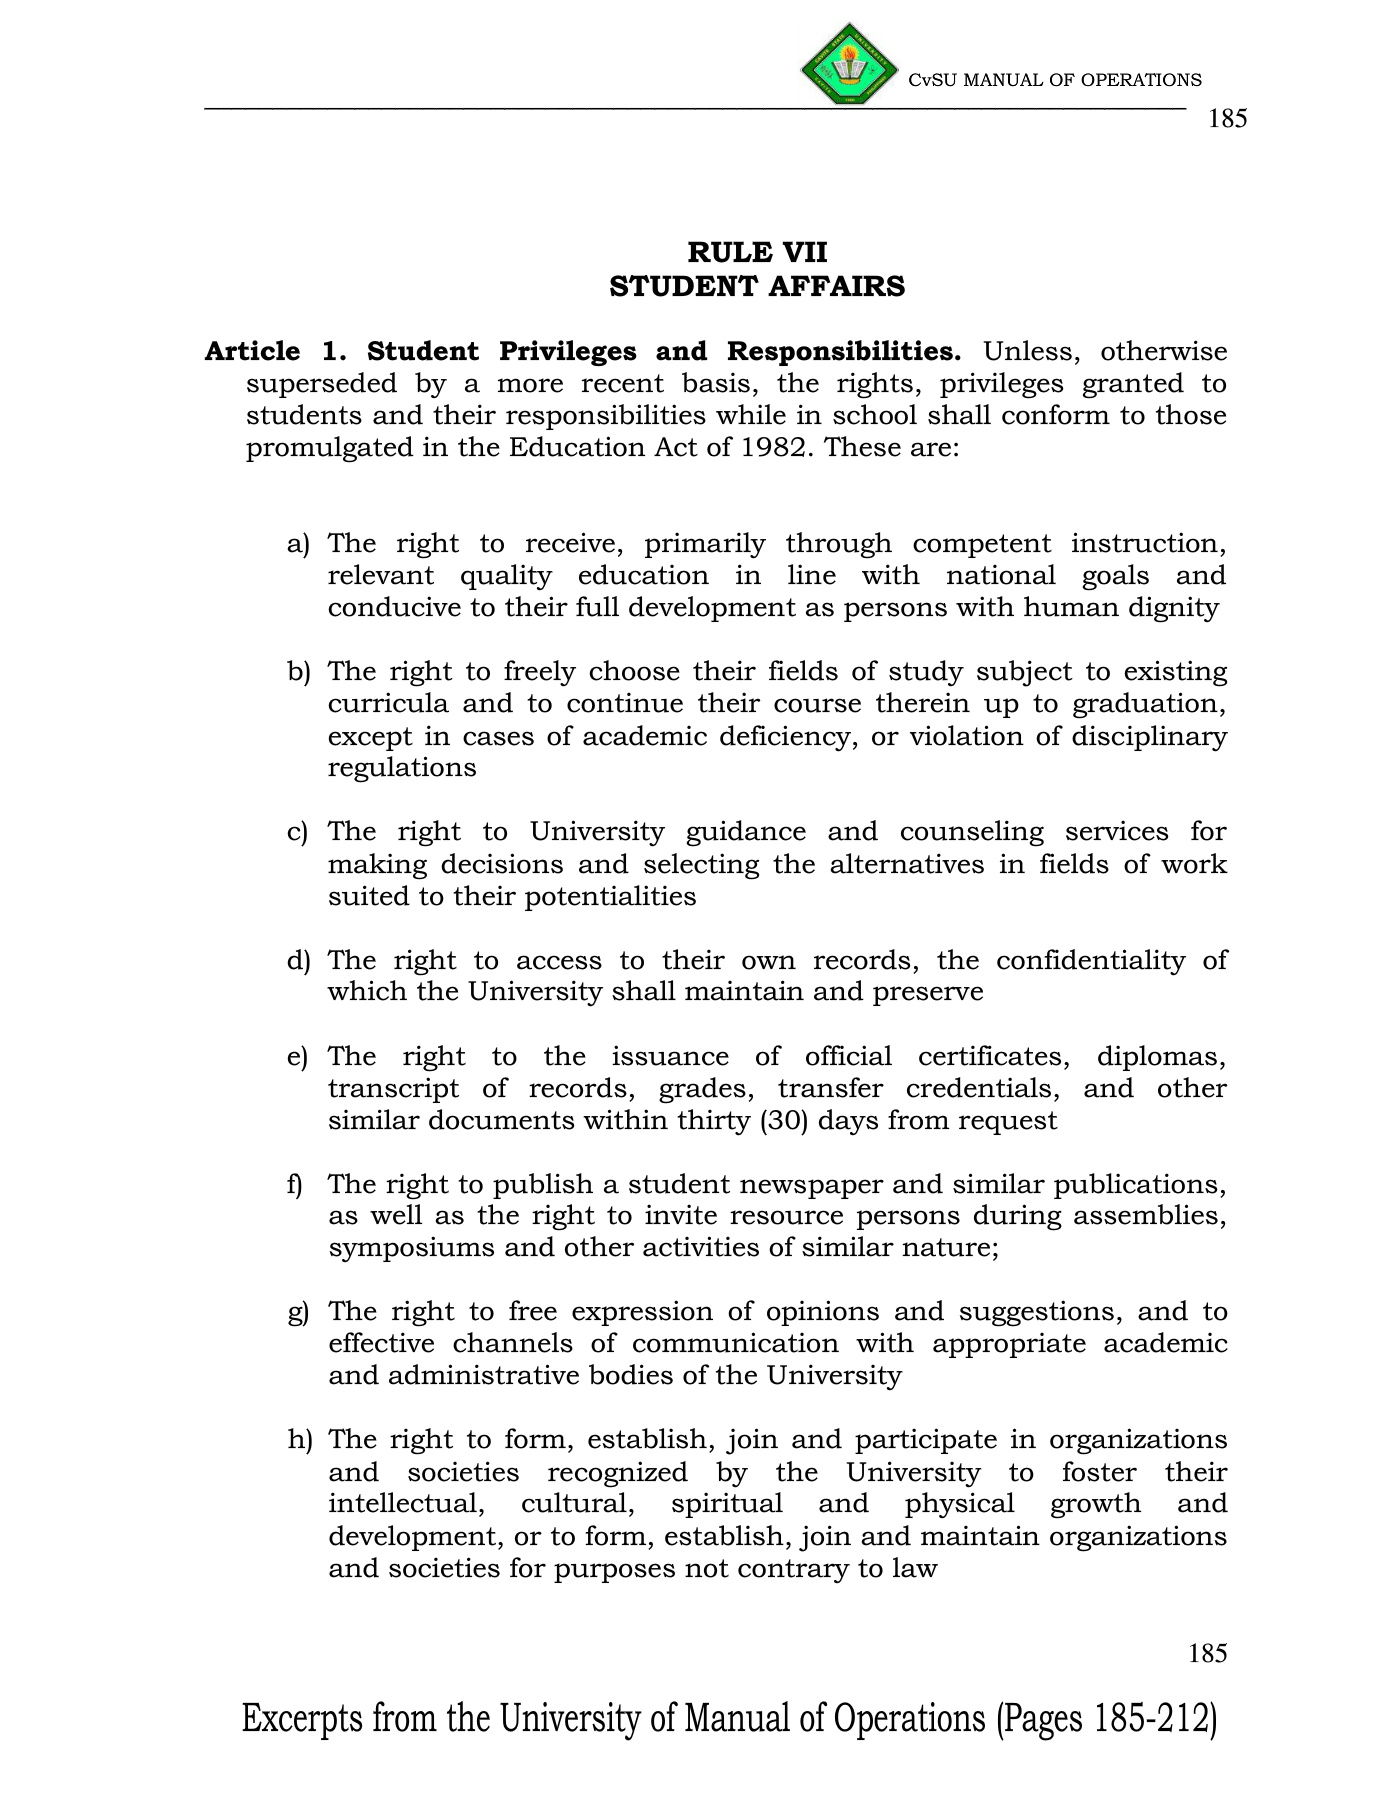 CvSU MANUAL OF OPERATIONS
185
RULE VII
STUDENT AFFAIRS
Article 1. Student Privileges and Responsibilities. Unless, otherwise
superseded by a more recent basis, the rights, privileges granted to
students and their responsibilities while in school shall conform to those
promulgated in the Education Act of 1982. These are:
a) The right to receive, primarily through competent instruction,
relevant quality education in line with national goals and
conducive to their full development as persons with human dignity
b) The right to freely choose their fields of study subject to existing
curricula and to continue their course therein up to graduation,
except in cases of academic deficiency, or violation of disciplinary
regulations
c) The right to University guidance and counseling services for
making decisions and selecting the alternatives in fields of work
suited to their potentialities
d) The right to access to their own records, the confidentiality of
which the University shall maintain and preserve
e) The right to the issuance of official certificates, diplomas,
transcript of records, grades, transfer credentials, and other
similar documents within thirty (30) days from request
f) The right to publish a student newspaper and similar publications,
as well as the right to invite resource persons during assemblies,
symposiums and other activities of similar nature;
g) The right to free expression of opinions and suggestions, and to
effective channels of communication with appropriate academic
and administrative bodies of the University
h) The right to form, establish, join and participate in organizations
and societies recognized by the University to foster their
intellectual, cultural, spiritual and physical growth and
development, or to form, establish, join and maintain organizations
and societies for purposes not contrary to law
185
Excerpts from the University of Manual of Operations (Pages 185-212)